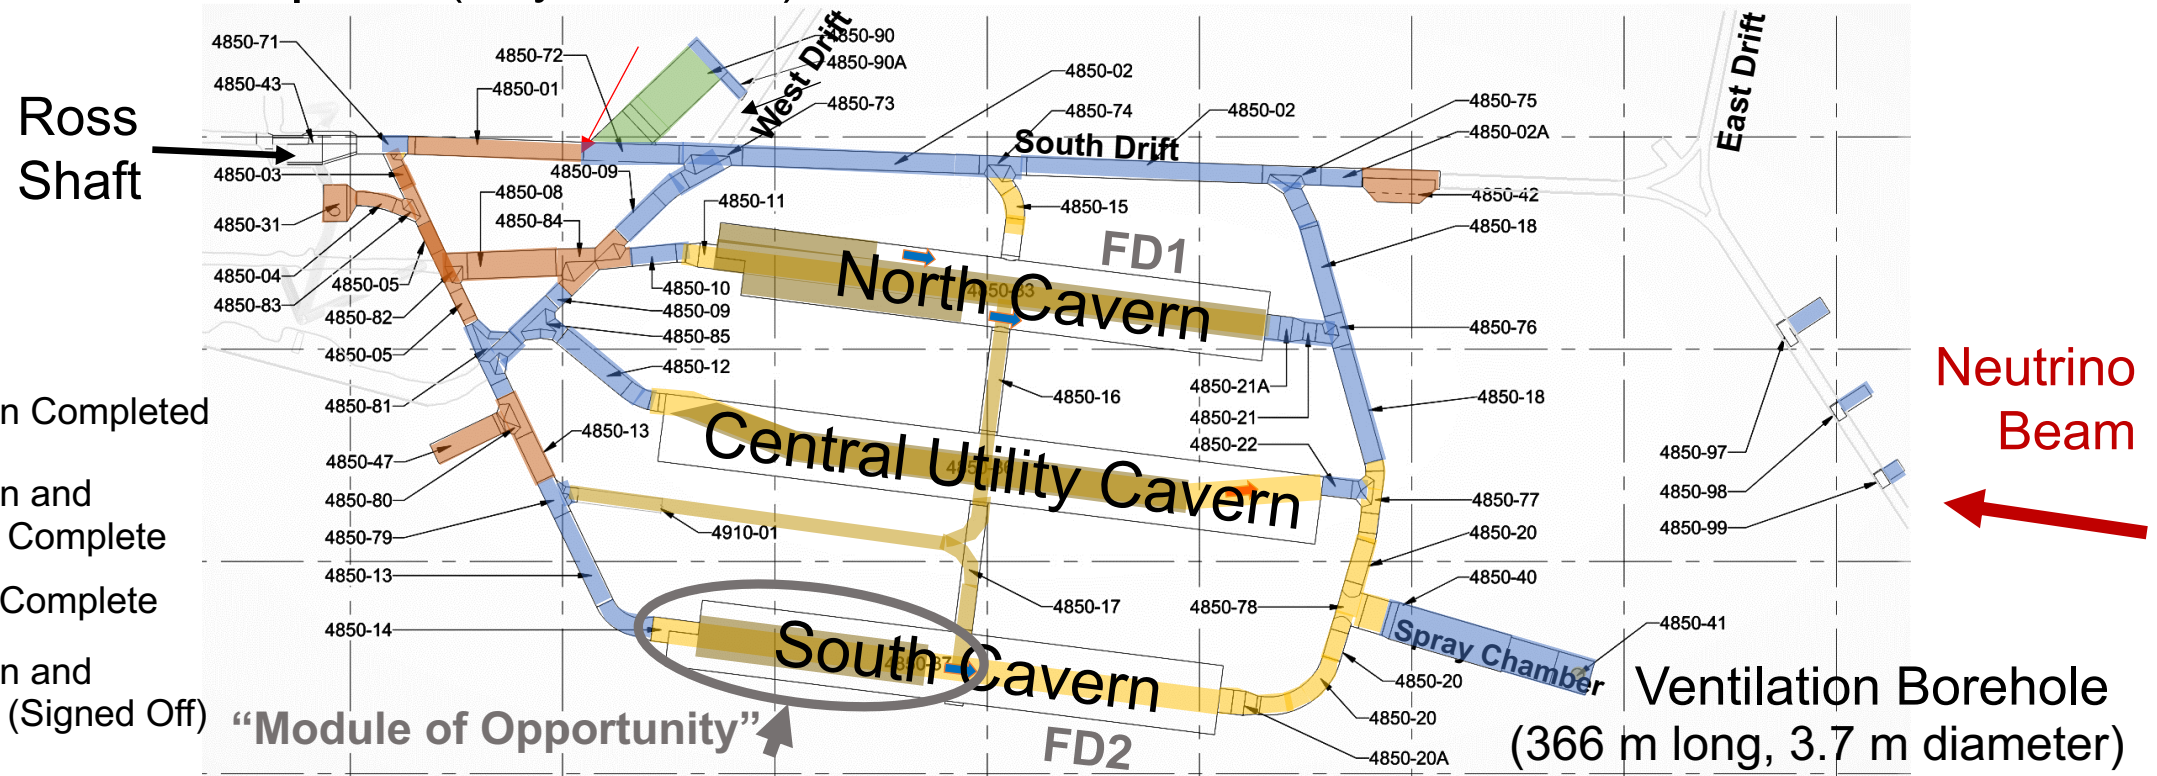 4850-71
4850-43
4850-72
4850-01
4850-90
4850-90A
4850-73
West Drift
4850-02
4850-74
4850-02
4850-75
4850-02A
East Drift
Ross
Shaft
South Drift
4850-03
4850-09
4850-08
4850-84
4850-11
4850-15
4850-42
4850-31
4850-18
FD1
4850-04
4850-83
4850-05
4850-82
4850-10
4850-09
4850-85
North Cavern
4850-76
4850-05
4850-12
4850-16
4850-21A
4850-21
4850-18
Neutrino
Beam
n Completed
4850-81
4850-13
4850-22
4850-47
4850-97
Central Utility Cavern
n and
Complete
4850-80
4850-77
4850-98
4850-79
4910-01
4850-20
4850-99
4850-13
4850-40
Complete
4850-17
4850-78
4850-14
4850-41
South Cavern
Spray Chamber
n and
(Signed Off)
4850-20
4850-20
4850-20A
"Module of Opportunity"
FD2
Ventilation Borehole
(366 m long, 3.7 m diameter)